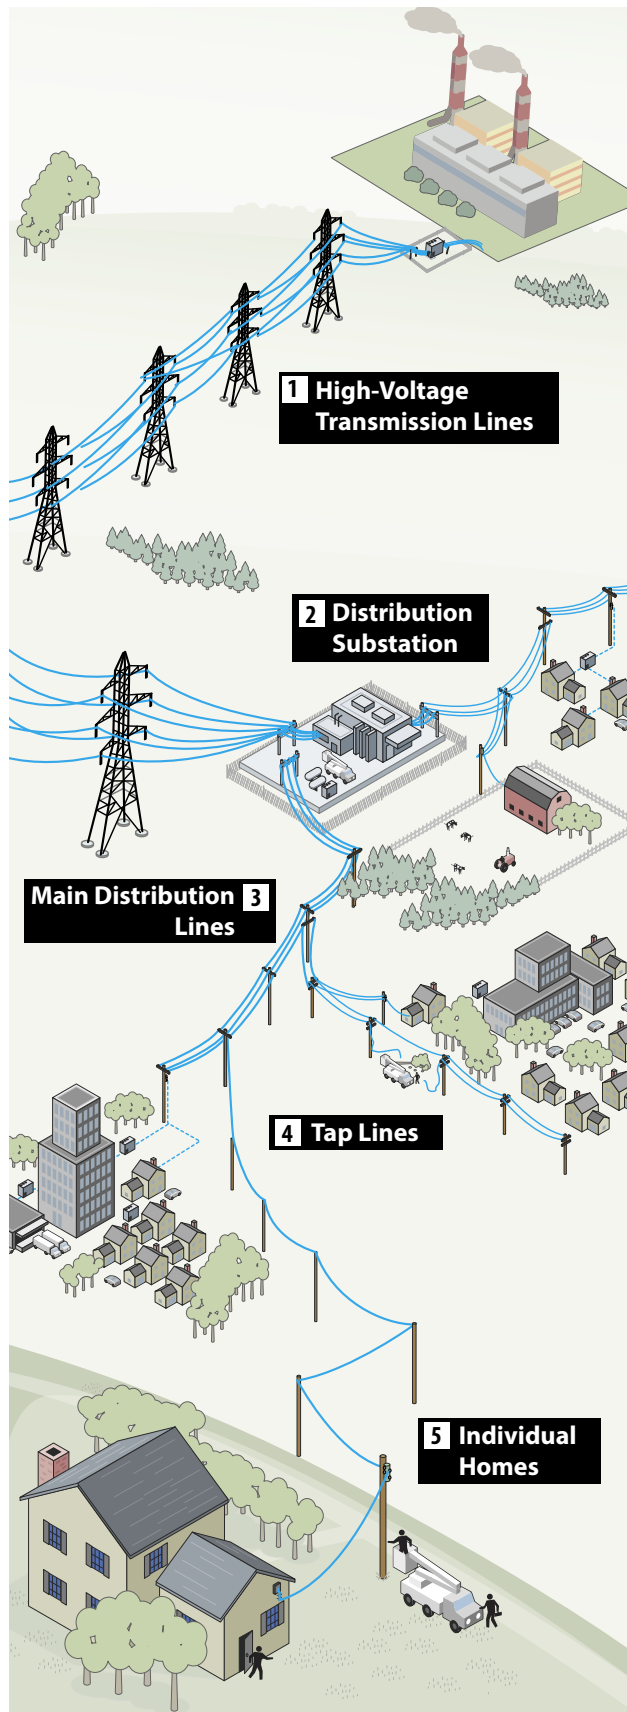 1 High-Voltage
Transmission Lines
2 Distribution
Substation
Main Distribution 3
Lines
4 Tap Lines
5 Individual
Homes